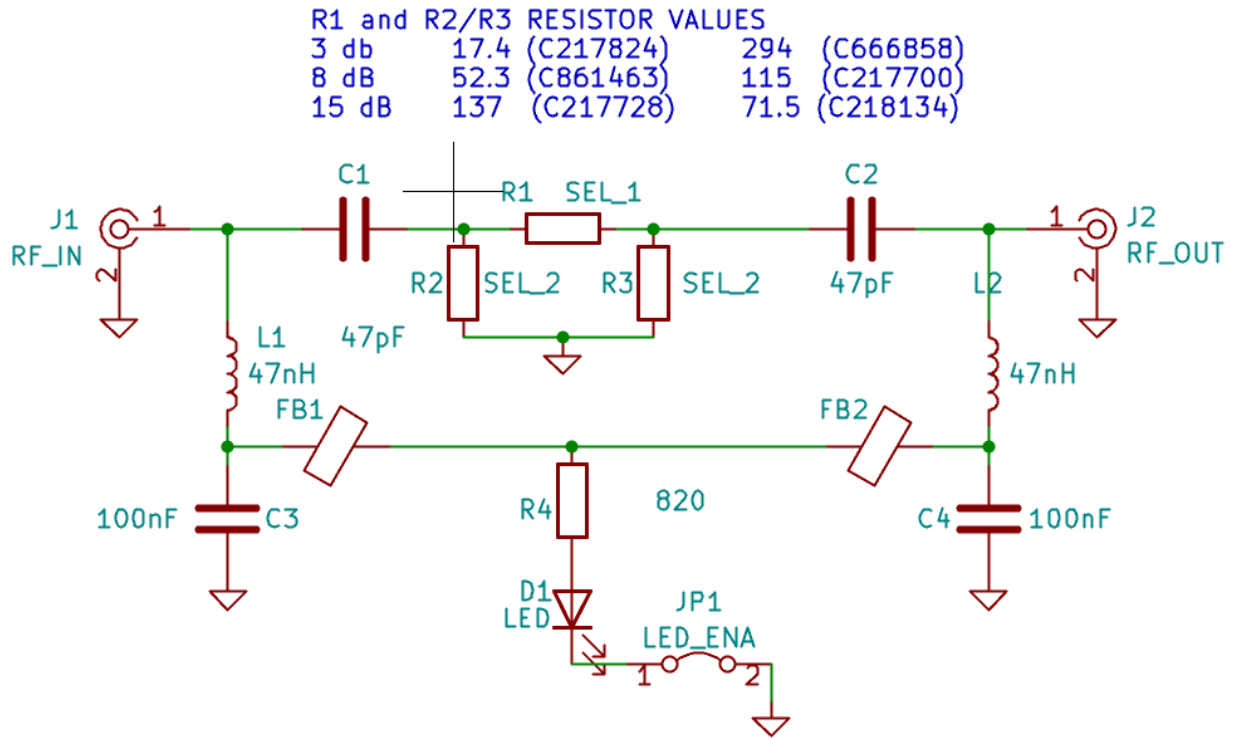 R1 and R2/R3 RESISTOR VALUES
3 db 17.4 (C217824) 294 (C666858)
8 dB 52.3 (C861463) 115 (C217700)
15 dB 137 (C217728) 71.5 (C218134)
C1 C2
R1 SEL_1
J1 1 1 J2
RF_IN RF_OUT
2 R2 SEL_2 R3 SEL_2 47pF L2 2
L1 47pF
47nH 47nH
FB1 FB2
820
R4
100nF C3 C4 100nF
D1 JP1
LED LED_ENA
1 2